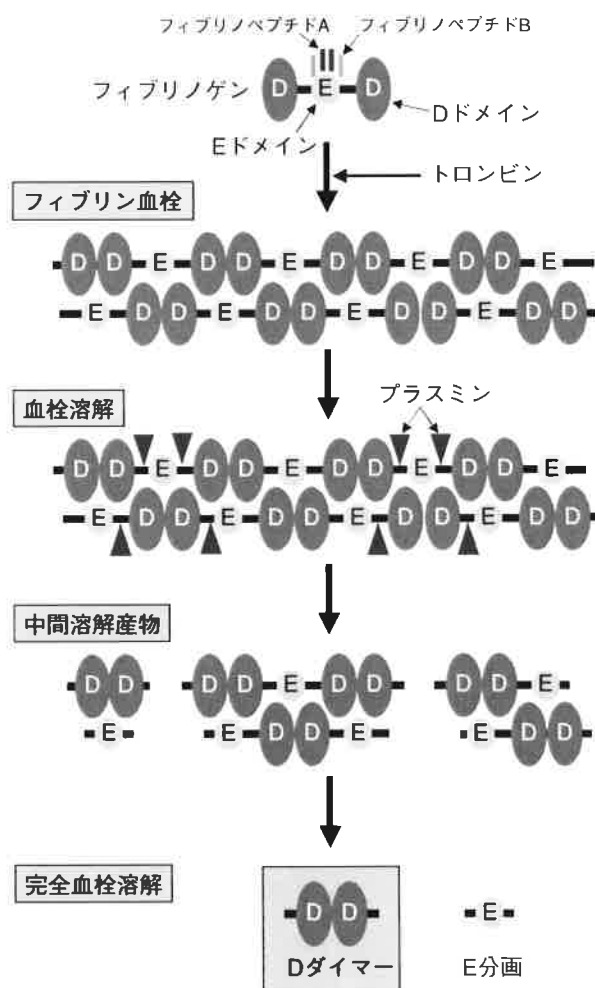 フィブリノペプチドA フィブリノペプチドB
フィブリノゲン D E D
Dドメイン
Eドメイン
トロンビン
フィブリン血栓
D D E D D E D D E D D E
E D D E D D E D D E D D
血栓溶解
プラスミン
D D E D D E D D E D D E
E D D E D D E D D E D D
中間溶解産物
D D D D E D D D D E
E E D D E E D D
完全血栓溶解
D D E
Dダイマー E分画